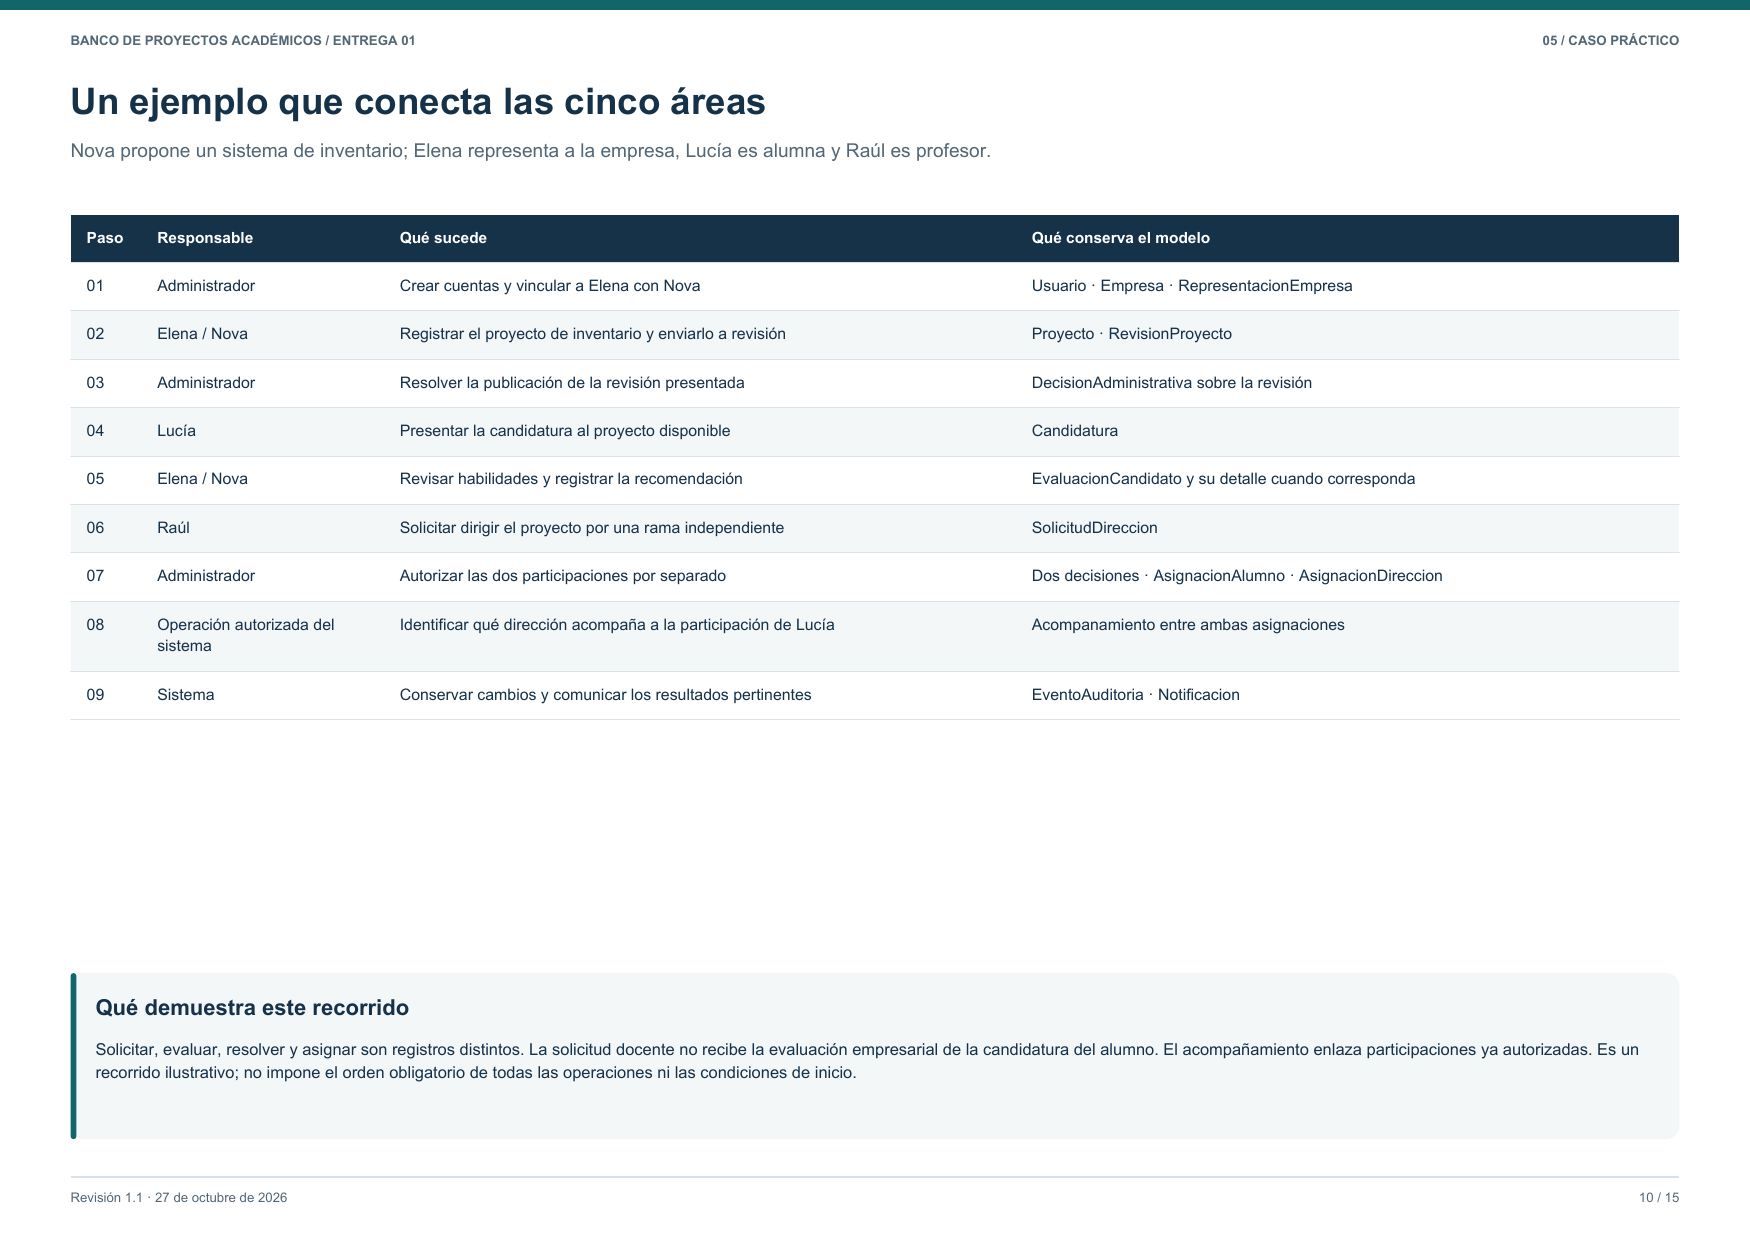 BANCO DE PROYECTOS ACADÉMICOS / ENTREGA 01
05 / CASO PRÁCTICO
Un ejemplo que conecta las cinco áreas
Nova propone un sistema de inventario; Elena representa a la empresa, Lucía es alumna y Raúl es profesor.
Paso Responsable Qué sucede Qué conserva el modelo
01 Administrador Crear cuentas y vincular a Elena con Nova Usuario · Empresa · RepresentacionEmpresa
02 Elena / Nova Registrar el proyecto de inventario y enviarlo a revisión Proyecto · RevisionProyecto
03 Administrador Resolver la publicación de la revisión presentada DecisionAdministrativa sobre la revisión
04 Lucía Presentar la candidatura al proyecto disponible Candidatura
05 Elena / Nova Revisar habilidades y registrar la recomendación EvaluacionCandidato y su detalle cuando corresponda
06 Raúl Solicitar dirigir el proyecto por una rama independiente SolicitudDireccion
07 Administrador Autorizar las dos participaciones por separado Dos decisiones · AsignacionAlumno · AsignacionDireccion
08 Operación autorizada del Identificar qué dirección acompaña a la participación de Lucía Acompanamiento entre ambas asignaciones
sistema
09 Sistema Conservar cambios y comunicar los resultados pertinentes EventoAuditoria · Notificacion
Qué demuestra este recorrido
Solicitar, evaluar, resolver y asignar son registros distintos. La solicitud docente no recibe la evaluación empresarial de la candidatura del alumno. El acompañamiento enlaza participaciones ya autorizadas. Es un
recorrido ilustrativo; no impone el orden obligatorio de todas las operaciones ni las condiciones de inicio.
Revisión 1.1 · 27 de octubre de 2026
10 / 15